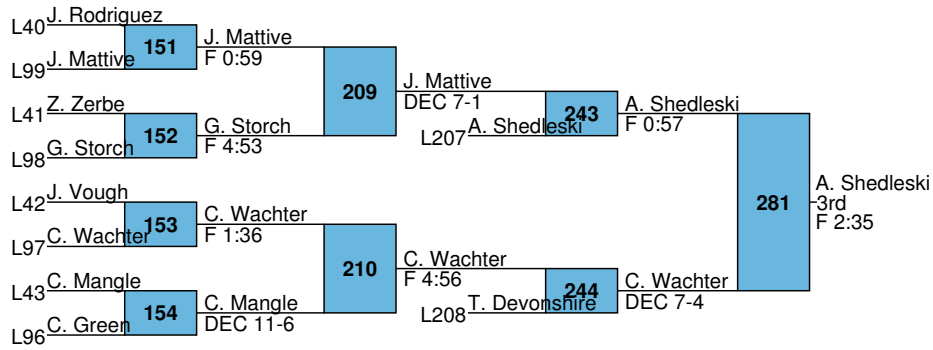 L40 J. Rodriguez
151
J. Mattive
F 0:59
L99 J. Mattive
209
J. Mattive
DEC 7-1
L41 Z. Zerbe
152
G. Storch
F 4:53
L98 G. Storch
243
L207 A. Shedleski
A. Shedleski
F 0:57
L42 J. Vough
153
C. Wachter
F 1:36
L97 C. Wachter
210
C. Wachter
F 4:56
L43 C. Mangle
154
C. Mangle
DEC 11-6
L96 C. Green
244
L208 T. Devonshire
C. Wachter
DEC 7-4
281
A. Shedleski
3rd
F 2:35